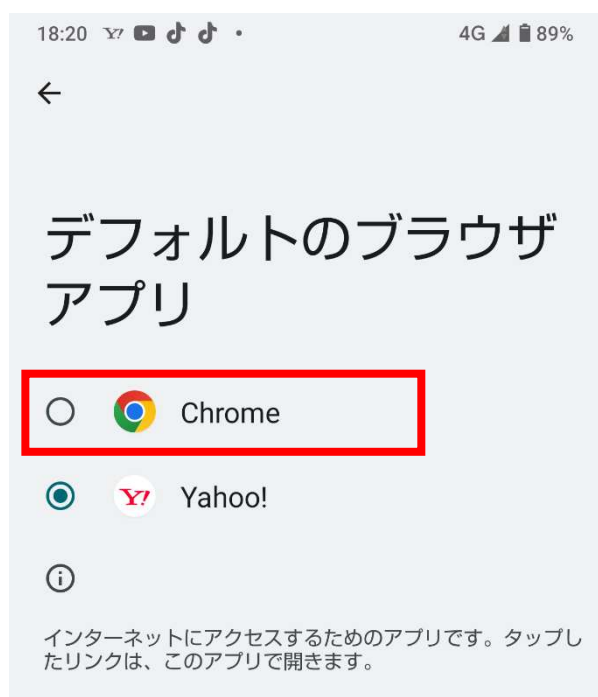 18:20 Y! 4G 89%
デフォルトのブラウザ
アプリ
Chrome
Y! Yahoo!
インターネットにアクセスするためのアプリです。タップし
たリンクは、このアプリで開きます。